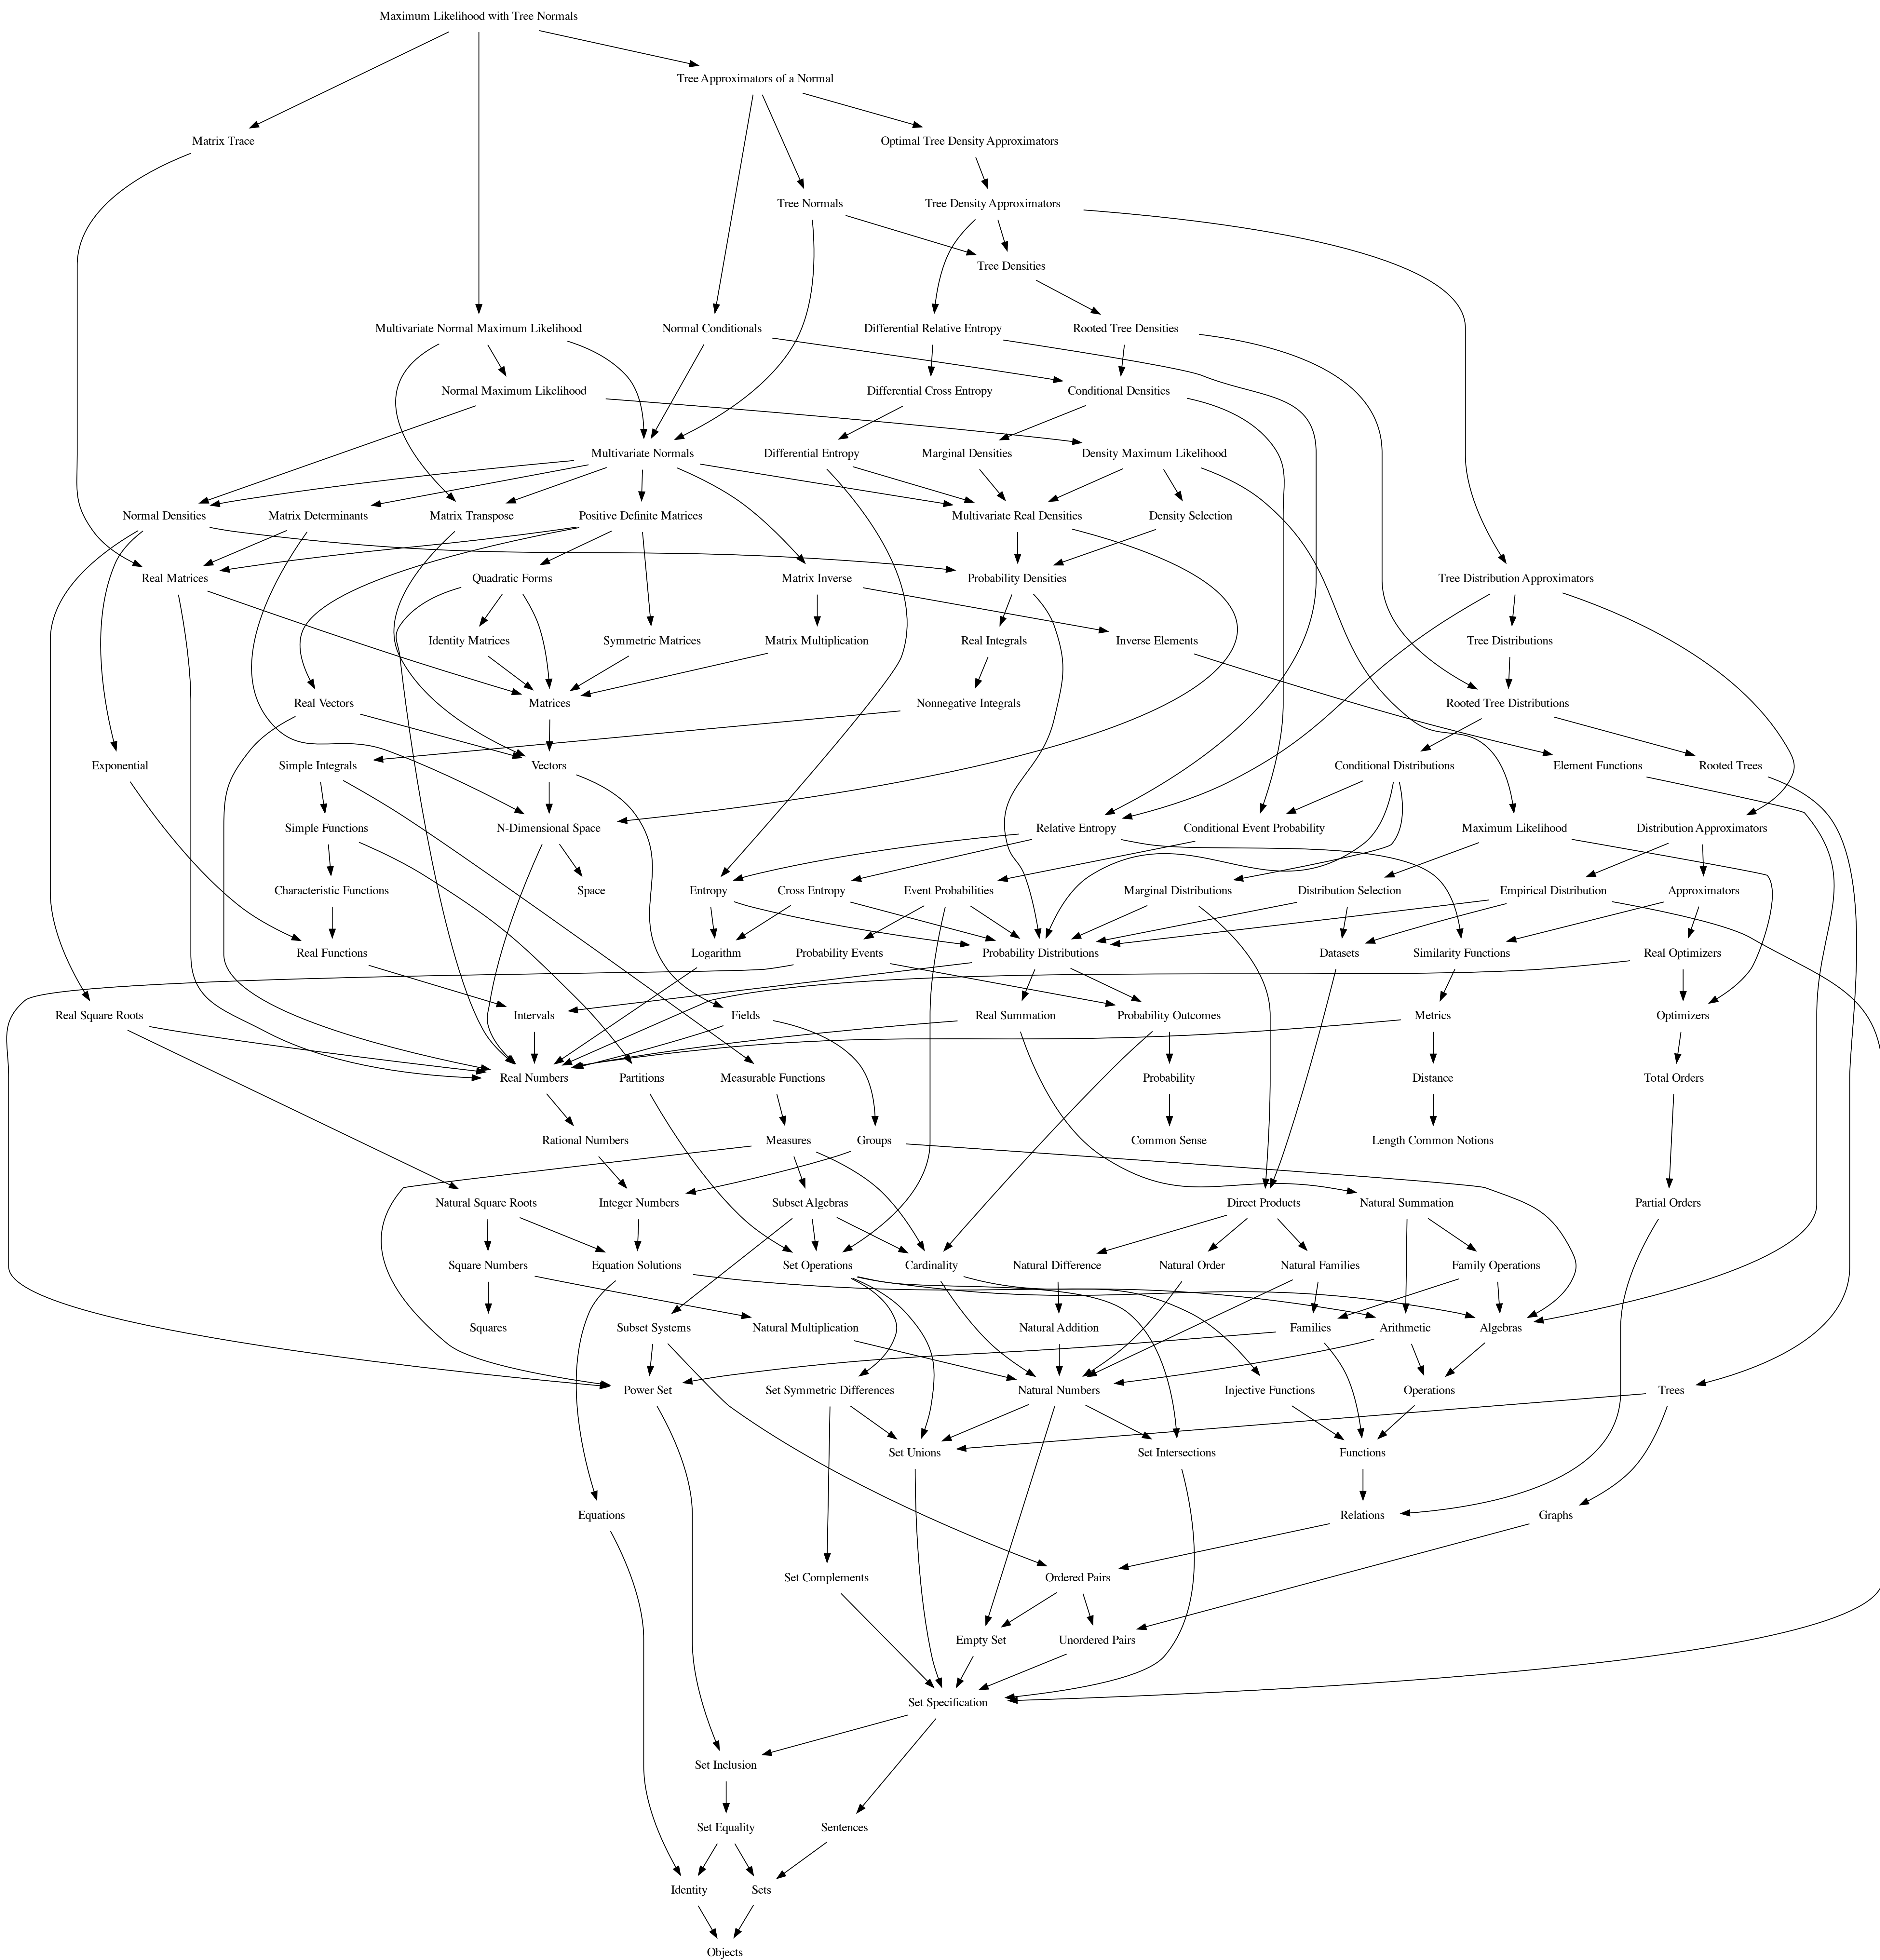 Maximum Likelihood with Tree Normals
Tree Approximators of a Normal
Matrix Trace
Optimal Tree Density Approximators
Tree Normals
Tree Density Approximators
Tree Densities
Multivariate Normal Maximum Likelihood
Normal Conditionals
Differential Relative Entropy
Rooted Tree Densities
Normal Maximum Likelihood
Differential Cross Entropy
Conditional Densities
Multivariate Normals
Differential Entropy
Marginal Densities
Density Maximum Likelihood
Normal Densities
Matrix Determinants
Matrix Transpose
Positive Definite Matrices
Multivariate Real Densities
Density Selection
Real Matrices
Quadratic Forms
Matrix Inverse
Probability Densities
Tree Distribution Approximators
Identity Matrices
Symmetric Matrices
Matrix Multiplication
Real Integrals
Inverse Elements
Tree Distributions
Real Vectors
Matrices
Nonnegative Integrals
Rooted Tree Distributions
Exponential
Simple Integrals
Vectors
Conditional Distributions
Element Functions
Rooted Trees
Simple Functions
N-Dimensional Space
Relative Entropy
Conditional Event Probability
Maximum Likelihood
Distribution Approximators
Characteristic Functions
Space
Entropy
Cross Entropy
Event Probabilities
Marginal Distributions
Distribution Selection
Empirical Distribution
Approximators
Real Functions
Logarithm
Probability Events
Probability Distributions
Datasets
Similarity Functions
Real Optimizers
Real Square Roots
Intervals
Fields
Real Summation
Probability Outcomes
Metrics
Optimizers
Real Numbers
Partitions
Measurable Functions
Probability
Distance
Total Orders
Rational Numbers
Measures
Groups
Common Sense
Length Common Notions
Natural Square Roots
Integer Numbers
Subset Algebras
Direct Products
Natural Summation
Partial Orders
Square Numbers
Equation Solutions
Set Operations
Cardinality
Natural Difference
Natural Order
Natural Families
Family Operations
Squares
Subset Systems
Natural Multiplication
Natural Addition
Families
Arithmetic
Algebras
Power Set
Set Symmetric Differences
Natural Numbers
Injective Functions
Operations
Trees
Set Unions
Set Intersections
Functions
Equations
Relations
Graphs
Set Complements
Ordered Pairs
Empty Set
Unordered Pairs
Set Specification
Set Inclusion
Set Equality
Sentences
Identity
Sets
Objects